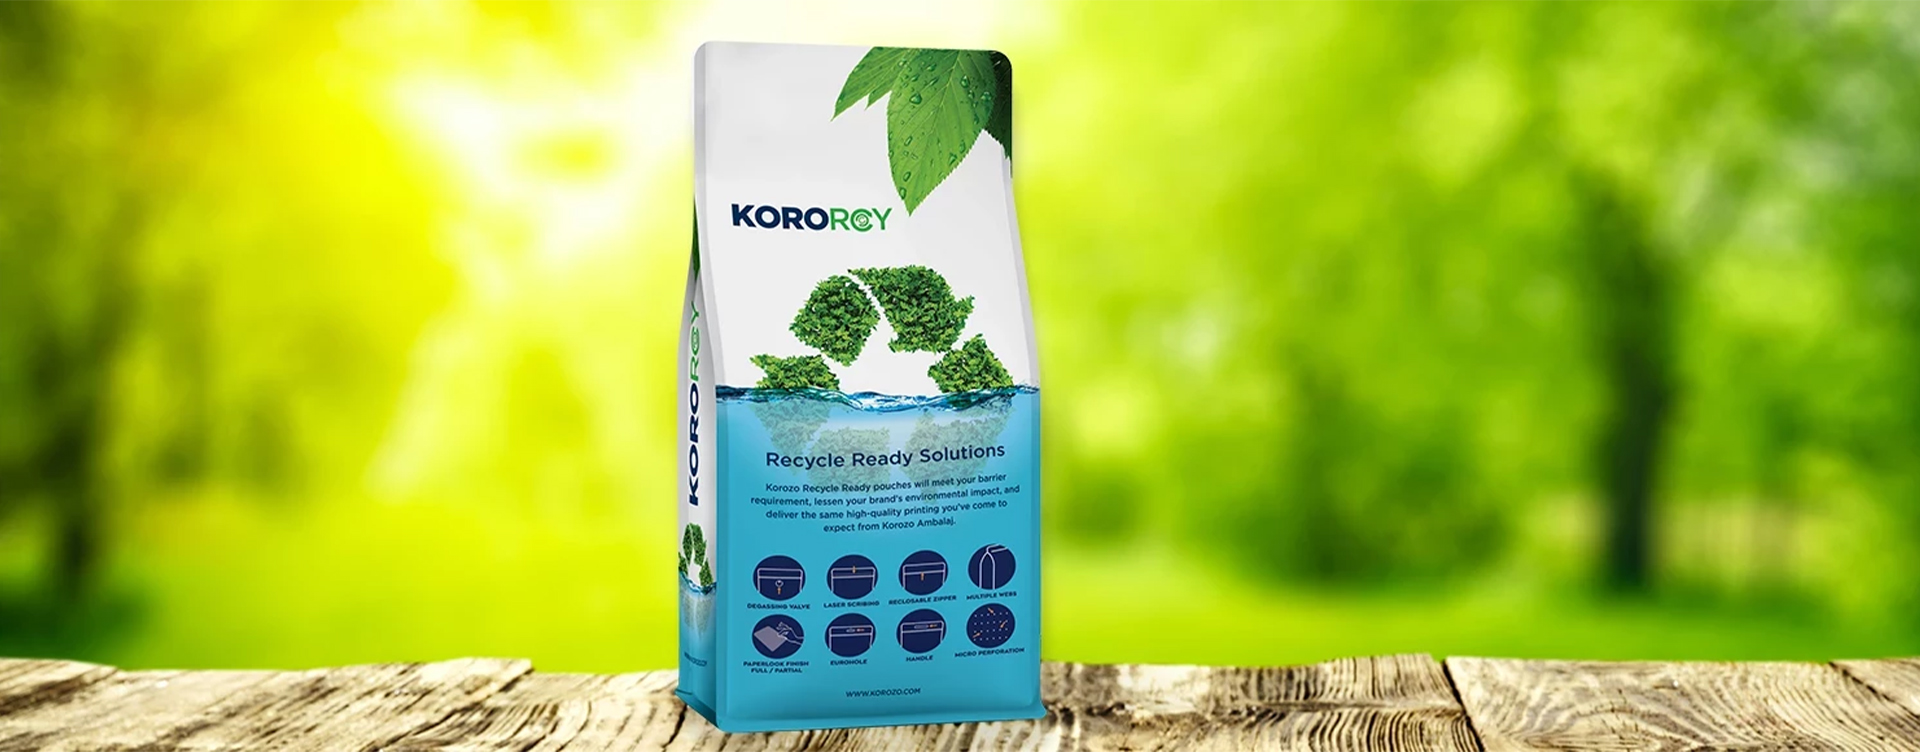 KORORCY
Recycle Ready Solutions
Korozo Recycle Ready pouches will meet your barrier
requirement, lessen your brand's environmental impact, and
deliver the same high-quality printing you've come to
expect from Korozo Ambalaj.
DEGASSING VALVE
LASER SCRIBING
RECLOSABLE ZIPPER
MULTIPLE WEBS
PAPERLOOK FINISH
FULL / PARTIAL
EUROHOLE
HANDLE
MICRO PERFORATION
WWW.KOROZO.COM
KORORCY